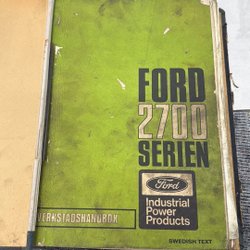 FORD
2700
SERIEN
Ford
Industrial
Power
Products
VERKSTADSHANDBOK
SWEDISH TEXT